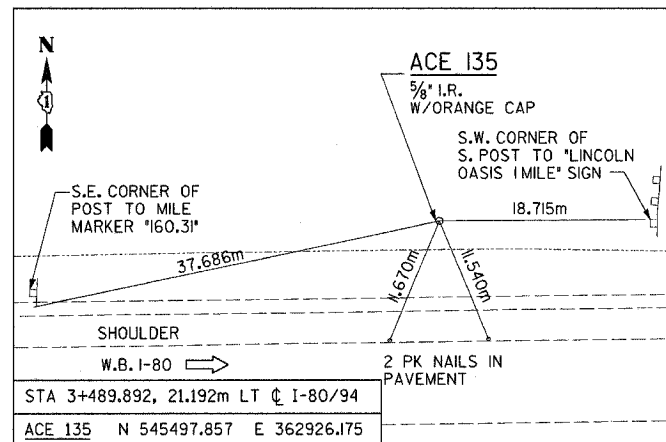 N
1
ACE 135
5/8" I.R.
W/ORANGE CAP
S.W. CORNER OF
S. POST TO "LINCOLN
OASIS 1 MILE" SIGN
S.E. CORNER OF
POST TO MILE
MARKER "160.31"
18.715m
37.686m
11.670m
11.540m
SHOULDER
W.B. I-80
2 PK NAILS IN
PAVEMENT
STA 3+489.892, 21.192m LT ℄ I-80/94
ACE 135 N 545497.857 E 362926.175